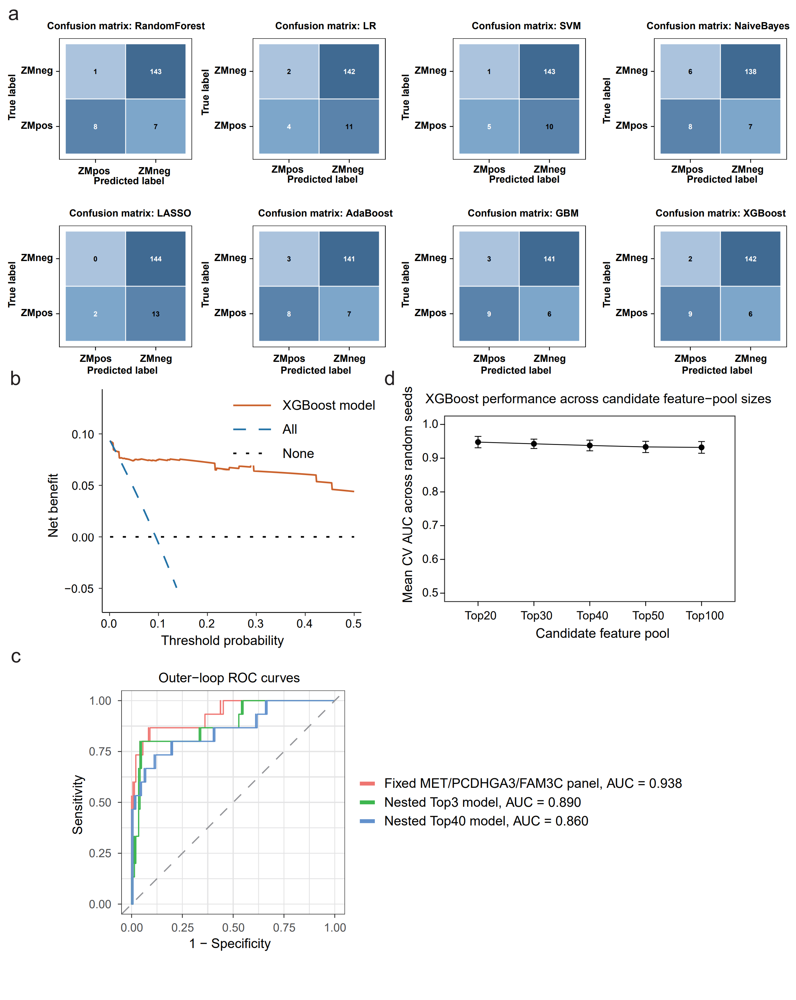 a
Confusion matrix: RandomForest
True label
ZMneg
1
143
ZMpos
8
7
ZMpos
ZMneg
Predicted label
Confusion matrix: LR
True label
ZMneg
2
142
ZMpos
4
11
ZMpos
ZMneg
Predicted label
Confusion matrix: SVM
True label
ZMneg
1
143
ZMpos
5
10
ZMpos
ZMneg
Predicted label
Confusion matrix: NaiveBayes
True label
ZMneg
6
138
ZMpos
8
7
ZMpos
ZMneg
Predicted label
Confusion matrix: LASSO
True label
ZMneg
0
144
ZMpos
2
13
ZMpos
ZMneg
Predicted label
Confusion matrix: AdaBoost
True label
ZMneg
3
141
ZMpos
8
7
ZMpos
ZMneg
Predicted label
Confusion matrix: GBM
True label
ZMneg
3
141
ZMpos
9
6
ZMpos
ZMneg
Predicted label
Confusion matrix: XGBoost
True label
ZMneg
2
142
ZMpos
9
6
ZMpos
ZMneg
Predicted label
b
XGBoost model
All
None
Net benefit
0.10
0.05
0.00
−0.05
0.0
0.1
0.2
0.3
0.4
0.5
Threshold probability
d
XGBoost performance across candidate feature−pool sizes
Mean CV AUC across random seeds
1.0
0.9
0.8
0.7
0.6
0.5
Top20
Top30
Top40
Top50
Top100
Candidate feature pool
c
Outer−loop ROC curves
Sensitivity
1.00
0.75
0.50
0.25
0.00
0.00
0.25
0.50
0.75
1.00
1 − Specificity
Fixed MET/PCDHGA3/FAM3C panel, AUC = 0.938
Nested Top3 model, AUC = 0.890
Nested Top40 model, AUC = 0.860